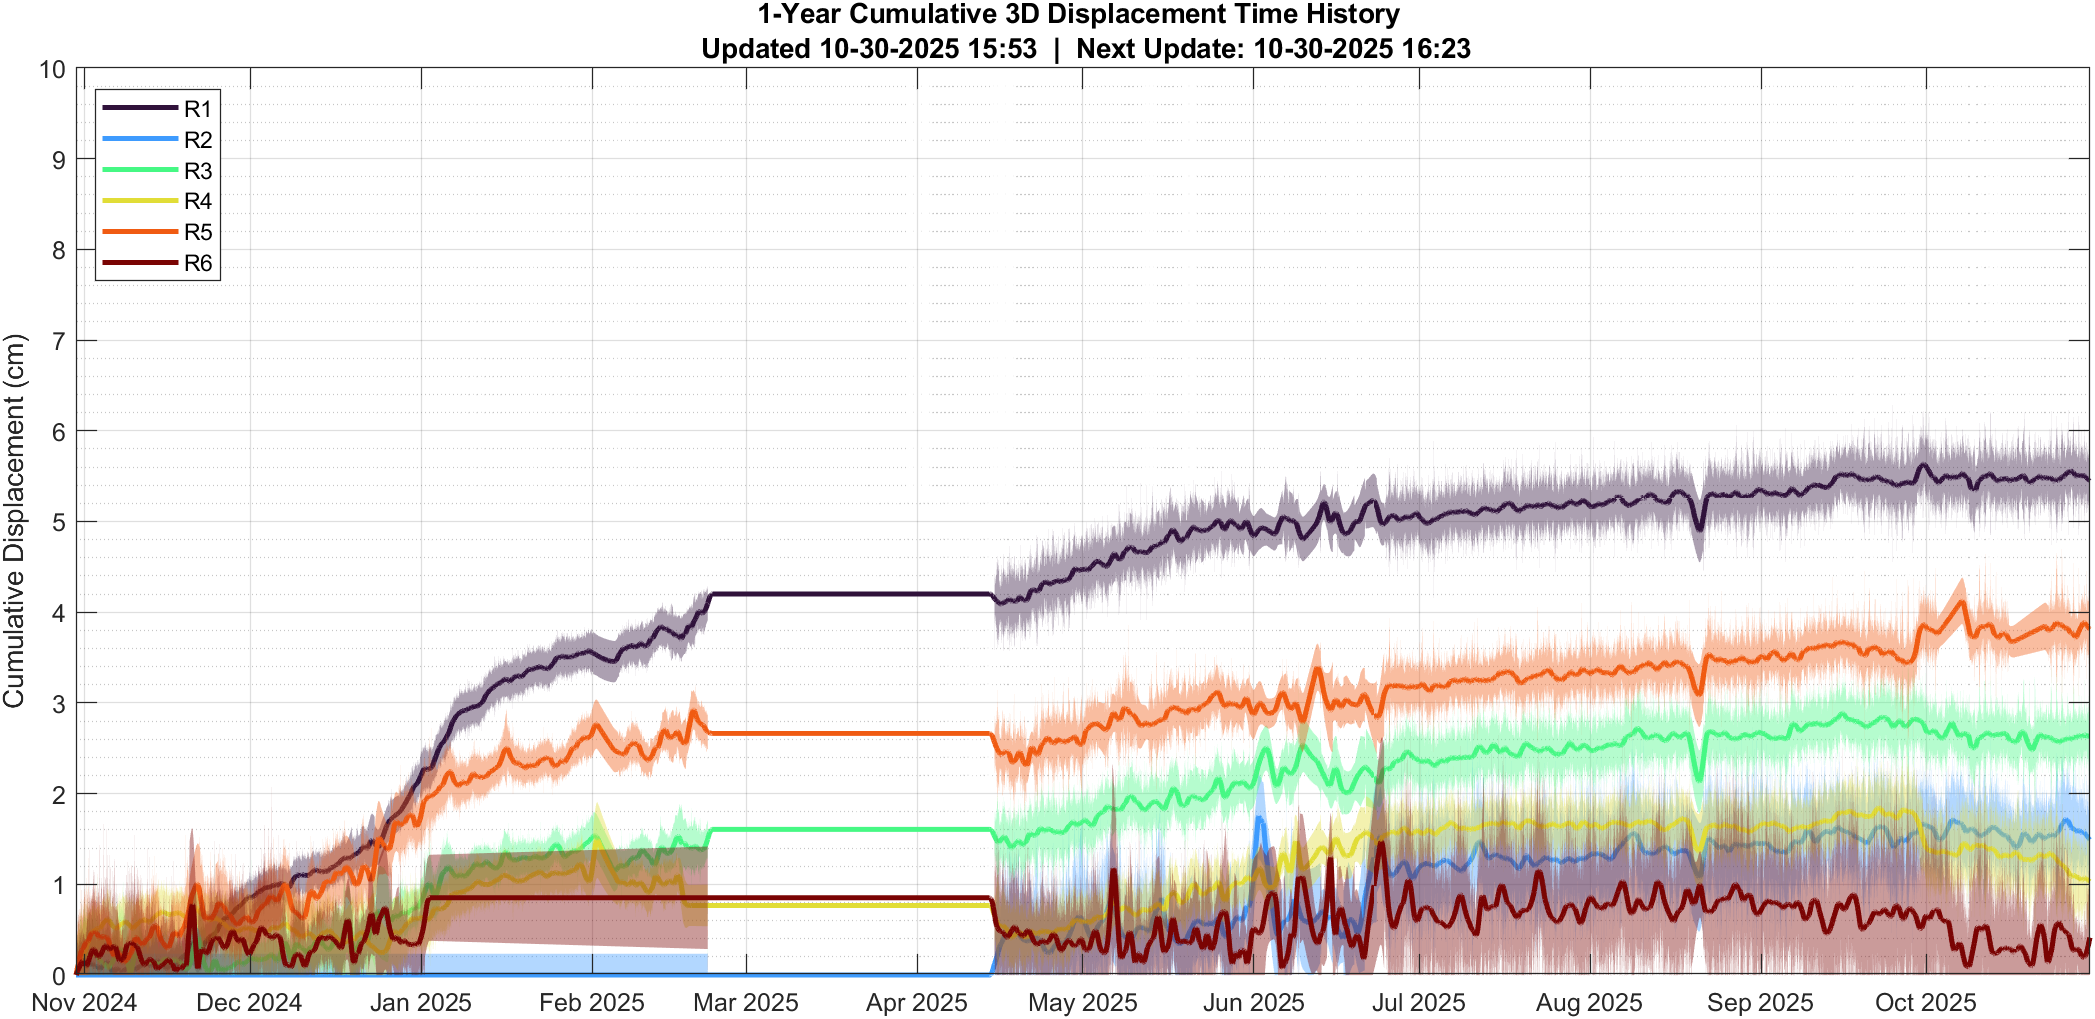 1-Year Cumulative 3D Displacement Time History
Updated 10-30-2025 15:53 | Next Update: 10-30-2025 16:23
Cumulative Displacement (cm)
10
9
8
7
6
5
4
3
2
1
0
R1
R2
R3
R4
R5
R6
Nov 2024 Dec 2024 Jan 2025 Feb 2025 Mar 2025 Apr 2025 May 2025 Jun 2025 Jul 2025 Aug 2025 Sep 2025 Oct 2025